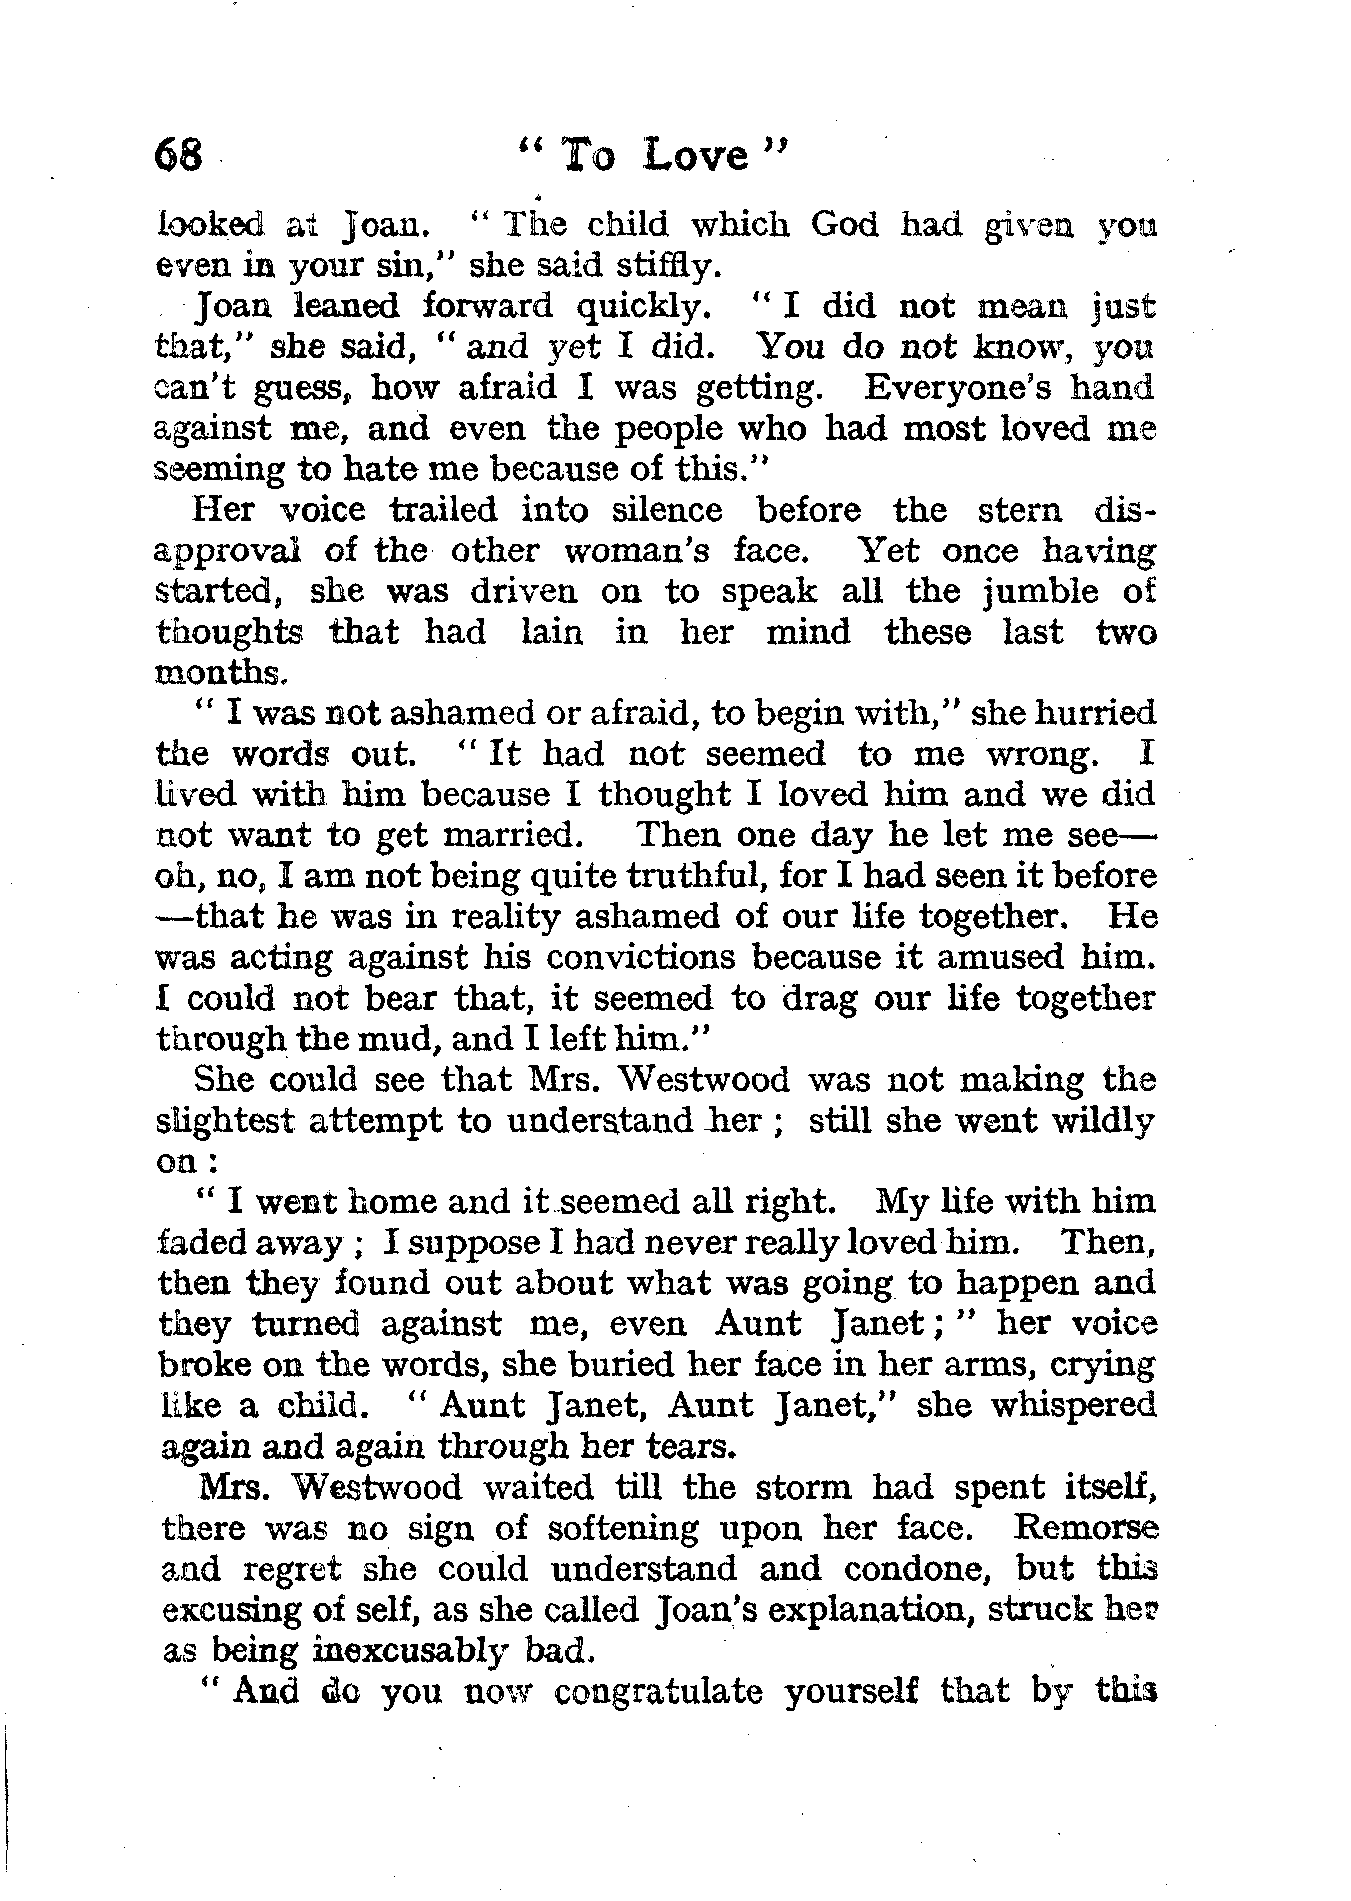 68 “ To Love ”
looked at Joan. “ The child which God had given you
even in your sin,” she said stiffly.
Joan leaned forward quickly. “ I did not mean just
that,” she said, “ and yet I did. You do not know, you
can't guess, how afraid I was getting. Everyone's hand
against me, and even the people who had most loved me
seeming to hate me because of this.”
Her voice trailed into silence before the stern dis-
approval of the other woman's face. Yet once having
started, she was driven on to speak all the jumble of
thoughts that had lain in her mind these last two
months.
“ I was not ashamed or afraid, to begin with,” she hurried
the words out. “ It had not seemed to me wrong. I
lived with him because I thought I loved him and we did
not want to get married. Then one day he let me see—
oh, no, I am not being quite truthful, for I had seen it before
—that he was in reality ashamed of our life together. He
was acting against his convictions because it amused him.
I could not bear that, it seemed to drag our life together
through the mud, and I left him.”
She could see that Mrs. Westwood was not making the
slightest attempt to understand her ; still she went wildly
on :
“ I went home and it seemed all right. My life with him
faded away ; I suppose I had never really loved him. Then,
then they found out about what was going to happen and
they turned against me, even Aunt Janet ; ” her voice
broke on the words, she buried her face in her arms, crying
like a child. “ Aunt Janet, Aunt Janet,” she whispered
again and again through her tears.
Mrs. Westwood waited till the storm had spent itself,
there was no sign of softening upon her face. Remorse
and regret she could understand and condone, but this
excusing of self, as she called Joan's explanation, struck her
as being inexcusably bad.
“ And do you now congratulate yourself that by this